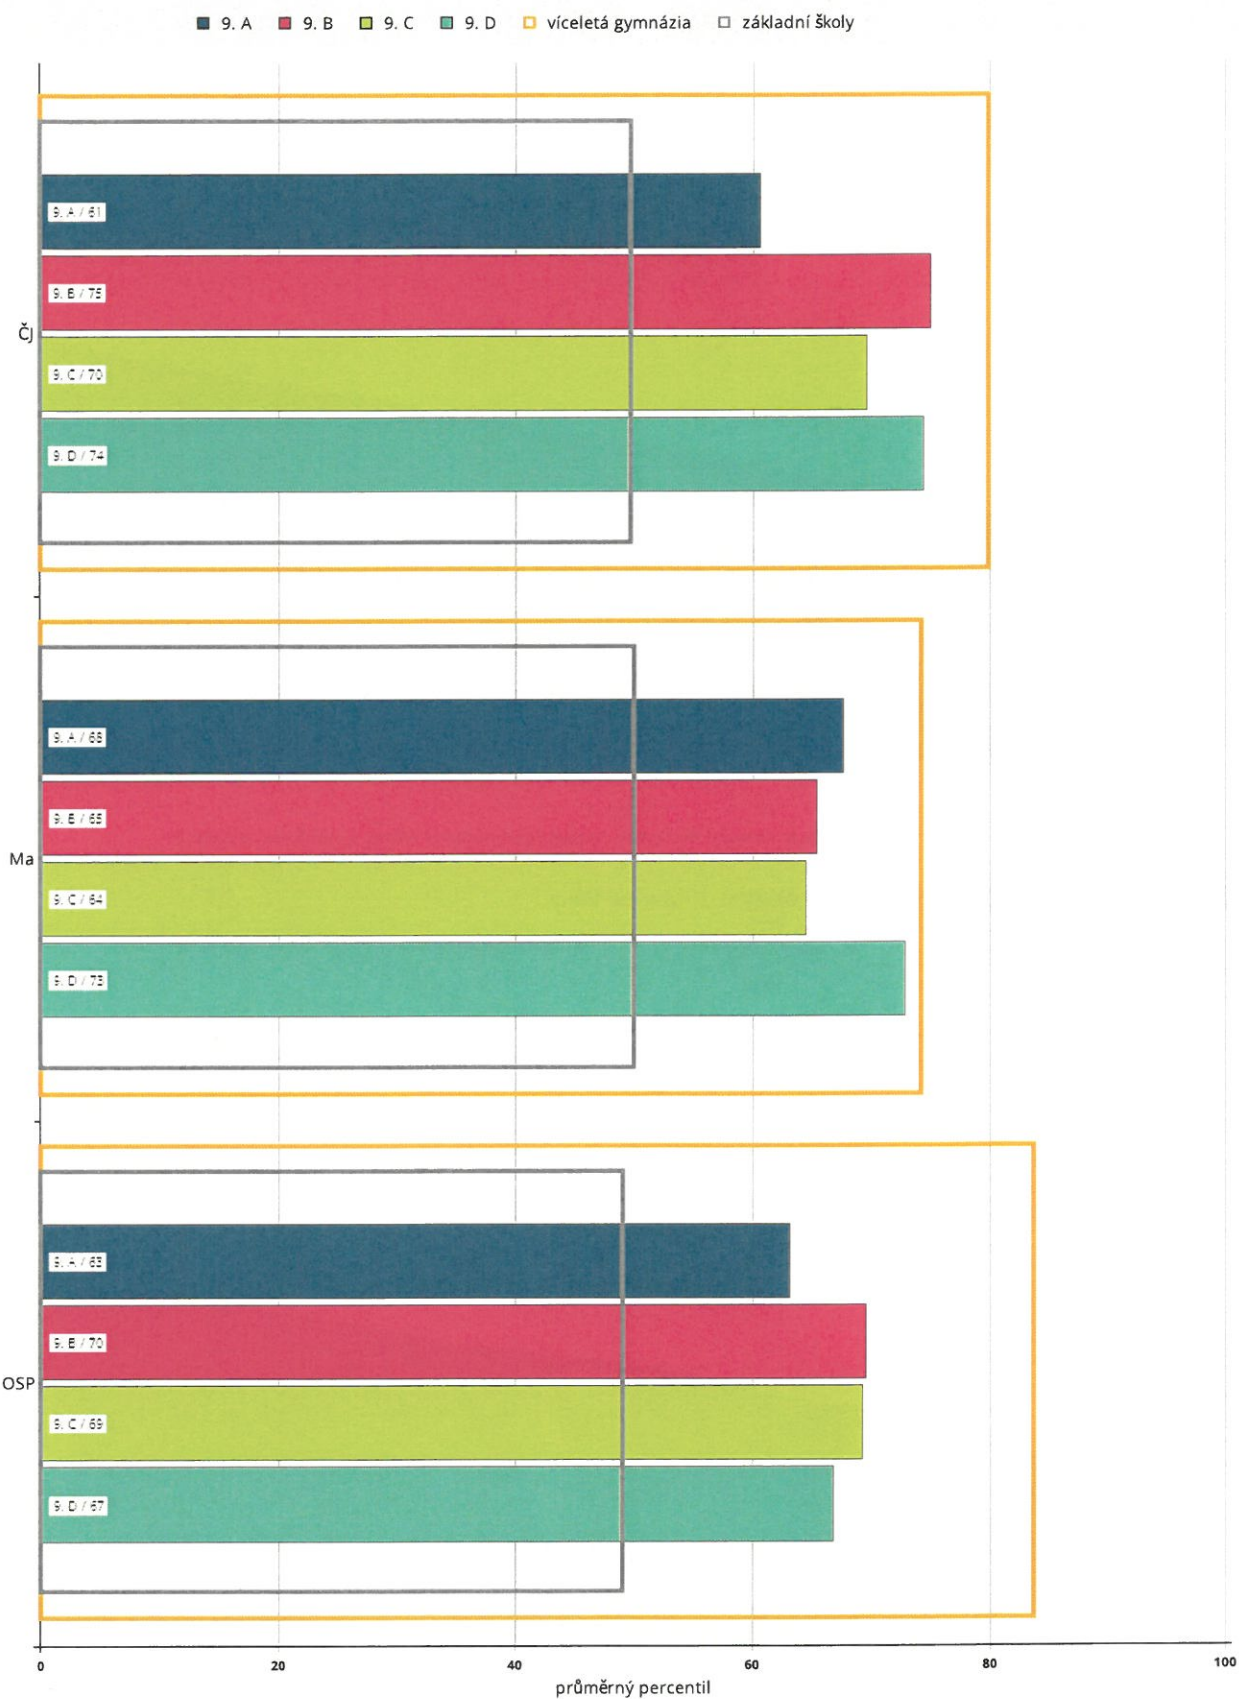 9. A 9. B 9. C 9. D víceletá gymnázia základní školy
9. A / 61
9. B / 75
ČJ
9. C / 70
9. D / 74
9. A / 68
9. B / 65
Ma
9. C / 64
9. D / 73
9. A / 63
9. B / 70
OSP
9. C / 69
9. D / 67
0 20 40 60 80 100
průměrný percentil